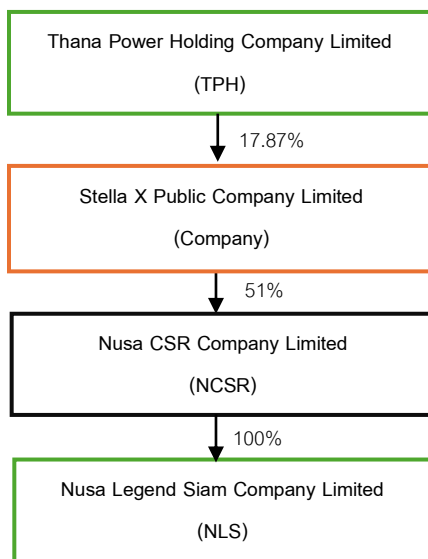 Thana Power Holding Company Limited
(TPH)
17.87%
Stella X Public Company Limited
(Company)
51%
Nusa CSR Company Limited
(NCSR)
100%
Nusa Legend Siam Company Limited
(NLS)